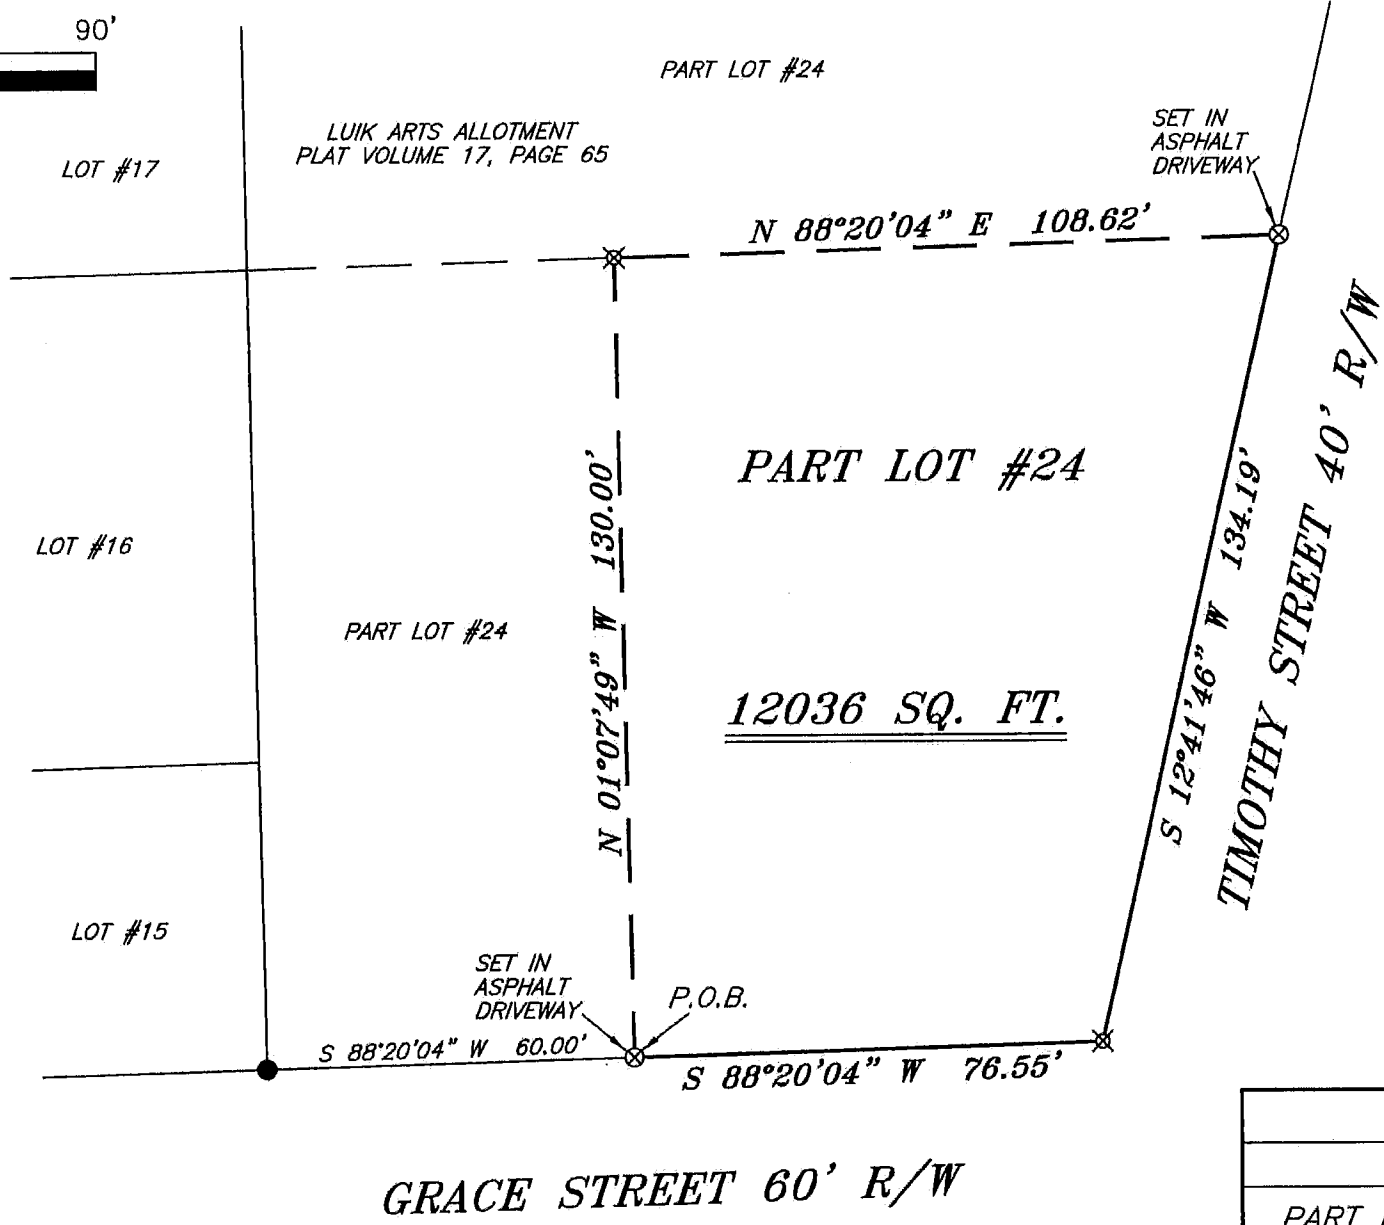 90'
PART LOT #24
LUIK ARTS ALLOTMENT
PLAT VOLUME 17, PAGE 65
LOT #17
SET IN
ASPHALT
DRIVEWAY
N 88°20'04" E 108.62'
LOT #16
PART LOT #24
N 01°07'49" W 130.00'
PART LOT #24
12036 SQ. FT.
S 12°41'46" W 134.19'
TIMOTHY STREET 40' R/W
LOT #15
SET IN
ASPHALT
DRIVEWAY
P.O.B.
S 88°20'04" W 60.00'
S 88°20'04" W 76.55'
GRACE STREET 60' R/W
PART